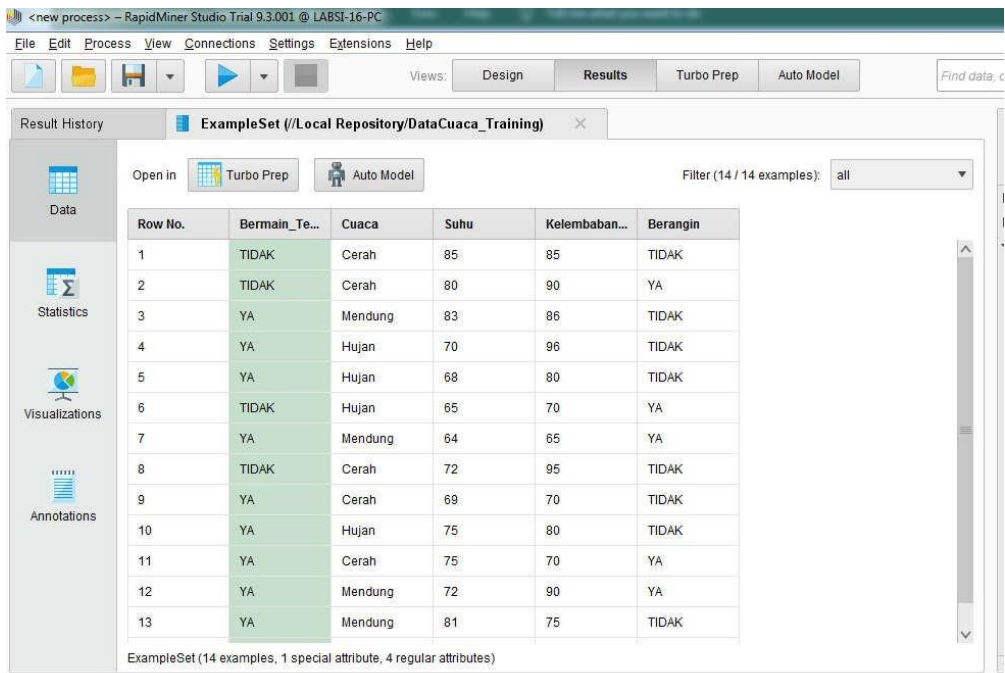 <new process> – RapidMiner Studio Trial 9.3.001 @ LABSI-16-PC
File Edit Process View Connections Settings Extensions Help
Views: Design Results Turbo Prep Auto Model Find data, o
Result History ExampleSet (//Local Repository/DataCuaca_Training)
Open in Turbo Prep Auto Model Filter (14 / 14 examples): all
Data
Statistics
Visualizations
Annotations
Row No. Bermain_Te... Cuaca Suhu Kelembaban... Berangin
1 TIDAK Cerah 85 85 TIDAK
2 TIDAK Cerah 80 90 YA
3 YA Mendung 83 86 TIDAK
4 YA Hujan 70 96 TIDAK
5 YA Hujan 68 80 TIDAK
6 TIDAK Hujan 65 70 YA
7 YA Mendung 64 65 YA
8 TIDAK Cerah 72 95 TIDAK
9 YA Cerah 69 70 TIDAK
10 YA Hujan 75 80 TIDAK
11 YA Cerah 75 70 YA
12 YA Mendung 72 90 YA
13 YA Mendung 81 75 TIDAK
ExampleSet (14 examples, 1 special attribute, 4 regular attributes)